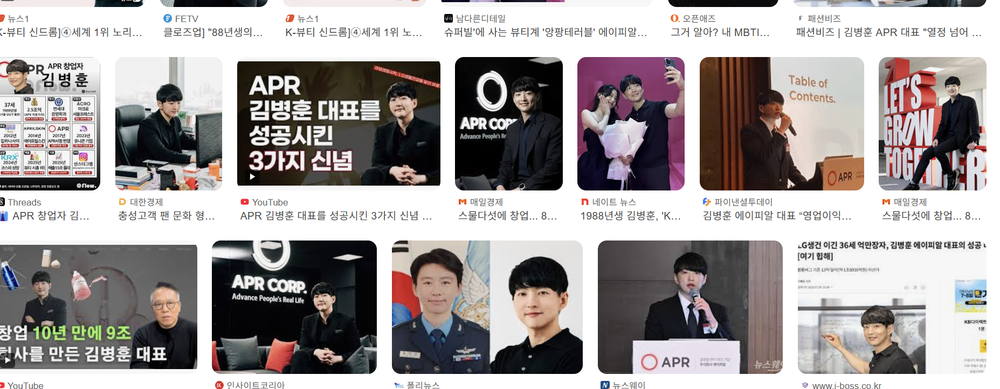 뉴스1
K-뷰티 신드롬]④세계 1위 노리...
FETV
클로즈업] "88년생의...
뉴스1
K-뷰티 신드롬]④세계 1위 노...
남다른디테일
슈퍼빌'에 사는 뷰티계 '앙팡테러블' 에이피알...
오픈애즈
그거 알아? 내 MBTI...
패션비즈
패션비즈 | 김병훈 APR 대표 "열정 넘어 ...
APR 창업자
김병훈
37세
1988년생
2.5조억
연세대
경영학과
ACRO
아크로
서울포레스트
2012년
길하나사이
APRILSKIN
2014년
에이프릴스킨
APR
2017년
APR사명 변경
2023년
유니콘 기업
KRX
2024년
코스피 상장
2025년
뷰티 시총 1위
2025년
인스타그램
flow.
APR
김병훈 대표를
성공시킨
3가지 신념
APR COR
Advance People's Re
Table of
Contents.
APR
LET'S
GROW
TOGETHER
Threads
APR 창업자 김...
대한경제
충성고객 팬 문화 형...
YouTube
APR 김병훈 대표를 성공시킨 3가지 신념 ...
매일경제
스물다섯에 창업... 8...
네이트 뉴스
1988년생 김병훈, 'K...
파이낸셜투데이
김병훈 에이피알 대표 “영업이익...
매일경제
스물다섯에 창업... 8...
창업 10년 만에 9조
회사를 만든 김병훈 대표
APR CORP.
Advance People's Real Life
APR
뉴스웨이
LG생건 이긴 36세 억만장자, 김병훈 에이피알 대표의 성공
[여기 힙해]
YouTube
인사이트코리아
폴리뉴스
뉴스웨이
www.i-boss.co.kr